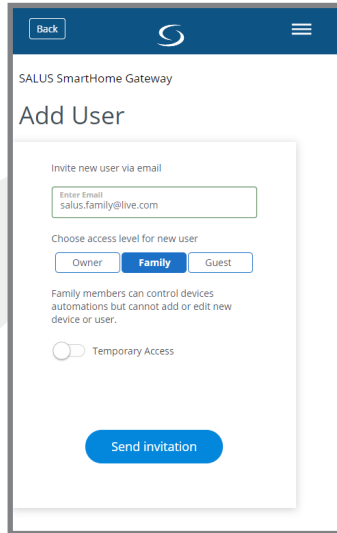 Back
SALUS SmartHome Gateway
Add User
Invite new user via email
Enter Email
salus.family@live.com
Choose access level for new user
Owner Family Guest
Family members can control devices
automations but cannot add or edit new
device or user.
Temporary Access
Send invitation